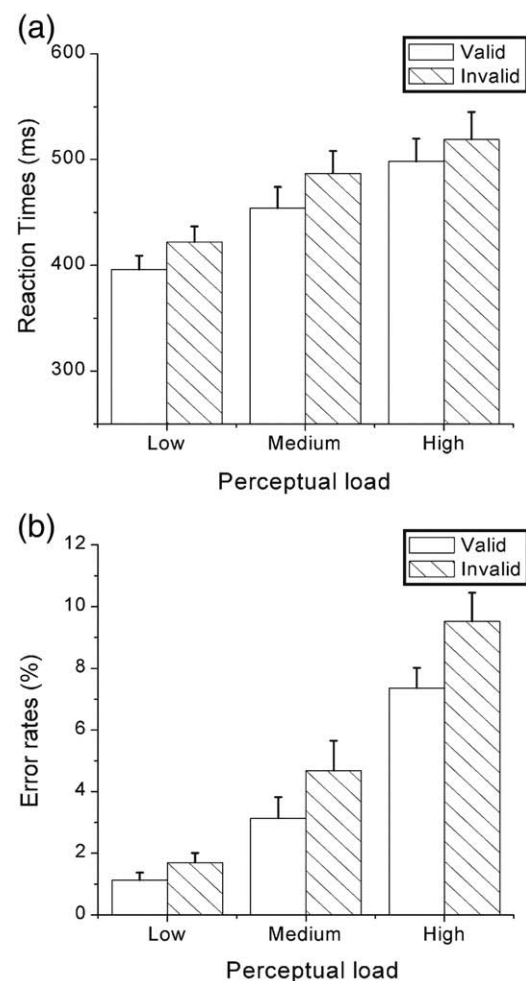 (a)
600
500
400
300
Reaction Times (ms)
Valid
Invalid
Low Medium High
Perceptual load
(b)
12
10
8
6
4
2
0
Error rates (%)
Valid
Invalid
Low Medium High
Perceptual load